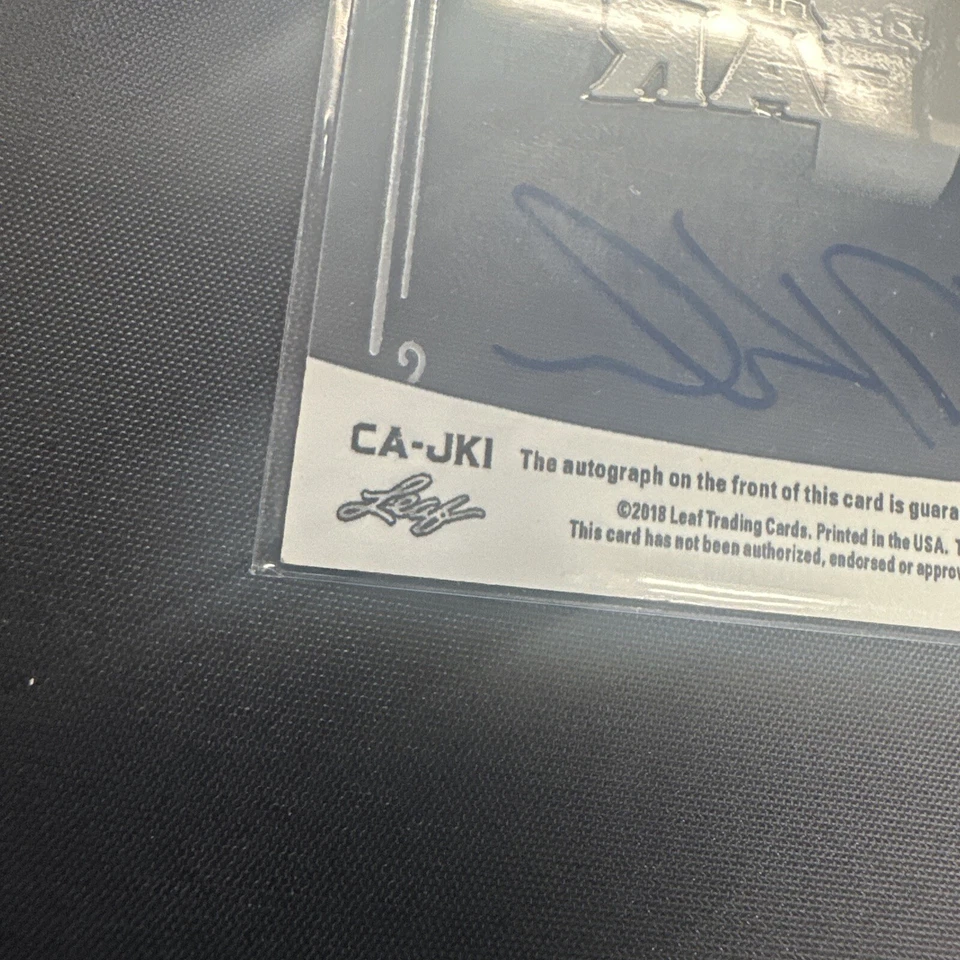 CA-JKI
Leaf
The autograph on the front of this card is guara
©2018 Leaf Trading Cards. Printed in the USA. T
This card has not been authorized, endorsed or approv